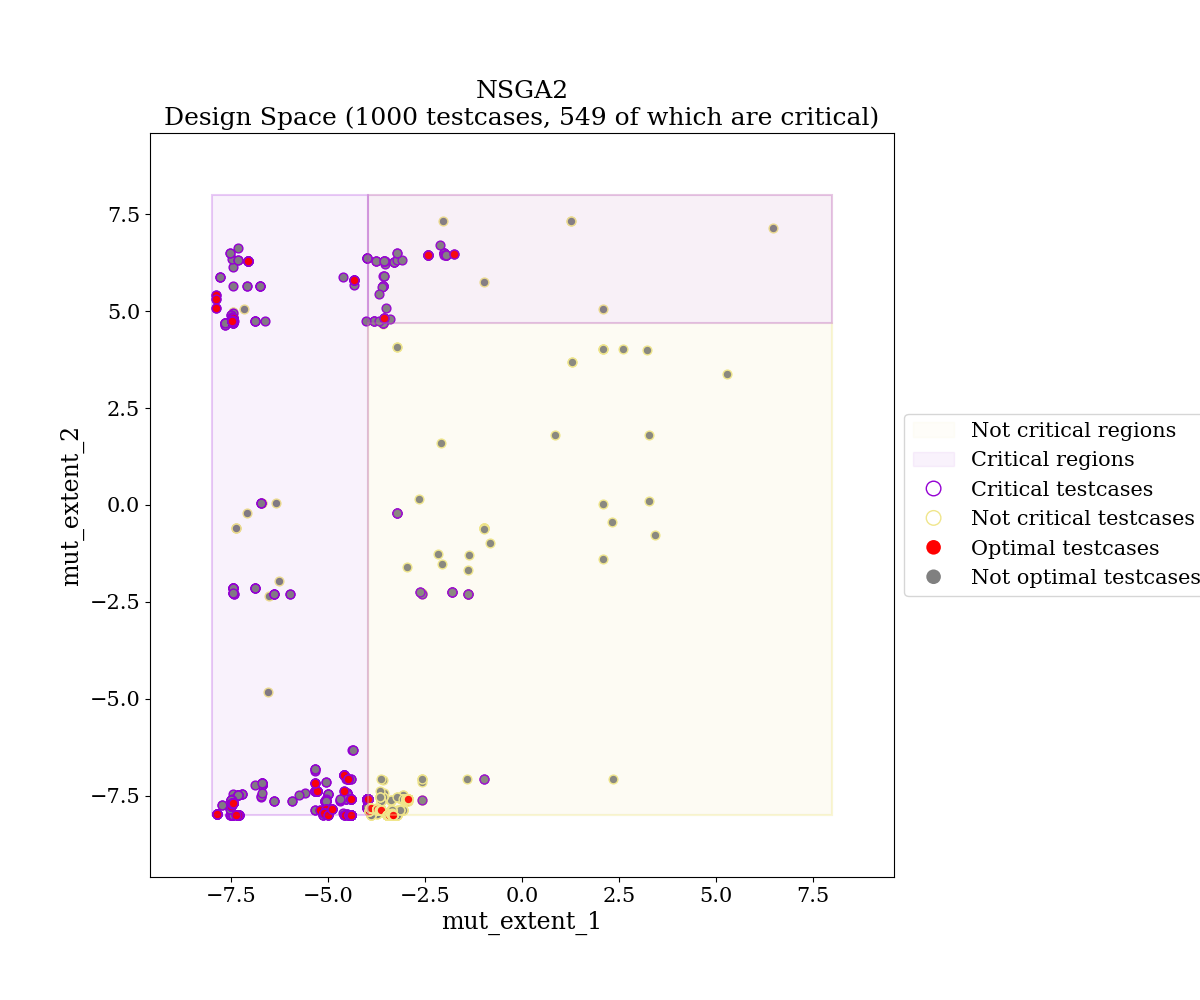 NSGA2
Design Space (1000 testcases, 549 of which are critical)
mut_extent_2
7.5
5.0
2.5
0.0
−2.5
−5.0
−7.5
−7.5
−5.0
−2.5
0.0
2.5
5.0
7.5
mut_extent_1
Not critical regions
Critical regions
Critical testcases
Not critical testcases
Optimal testcases
Not optimal testcases